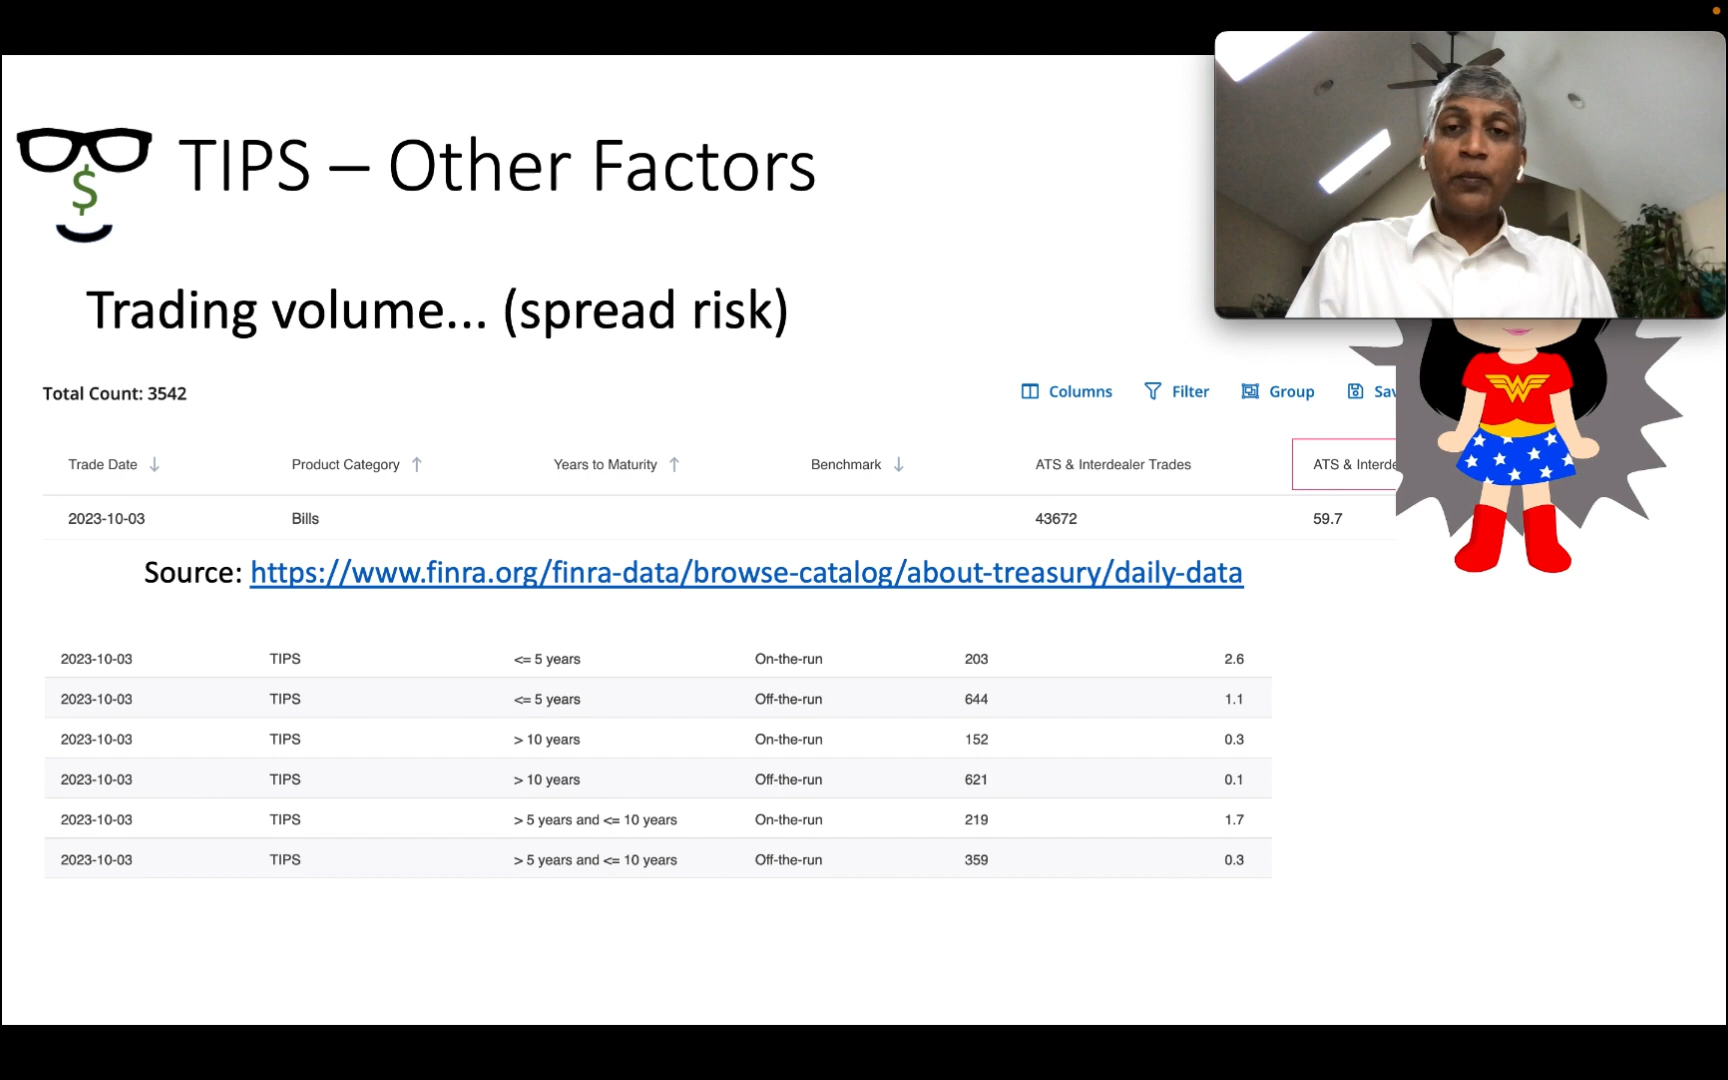 $ TIPS – Other Factors
Trading volume... (spread risk)
Total Count: 3542
Columns Filter Group Sav
Trade Date ↓ Product Category ↑ Years to Maturity ↑ Benchmark ↓ ATS & Interdealer Trades ATS & Interde
2023-10-03 Bills 43672 59.7
Source: https://www.finra.org/finra-data/browse-catalog/about-treasury/daily-data
2023-10-03 TIPS <= 5 years On-the-run 203 2.6
2023-10-03 TIPS <= 5 years Off-the-run 644 1.1
2023-10-03 TIPS > 10 years On-the-run 152 0.3
2023-10-03 TIPS > 10 years Off-the-run 621 0.1
2023-10-03 TIPS > 5 years and <= 10 years On-the-run 219 1.7
2023-10-03 TIPS > 5 years and <= 10 years Off-the-run 359 0.3